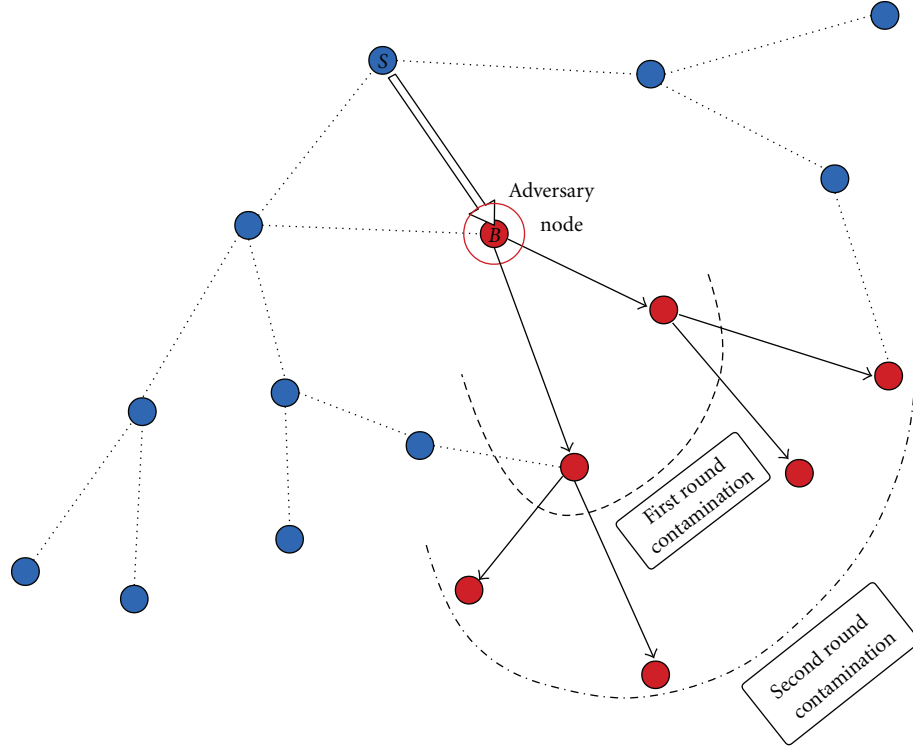 S
Adversary
node
B
First round
contamination
Second round
contamination